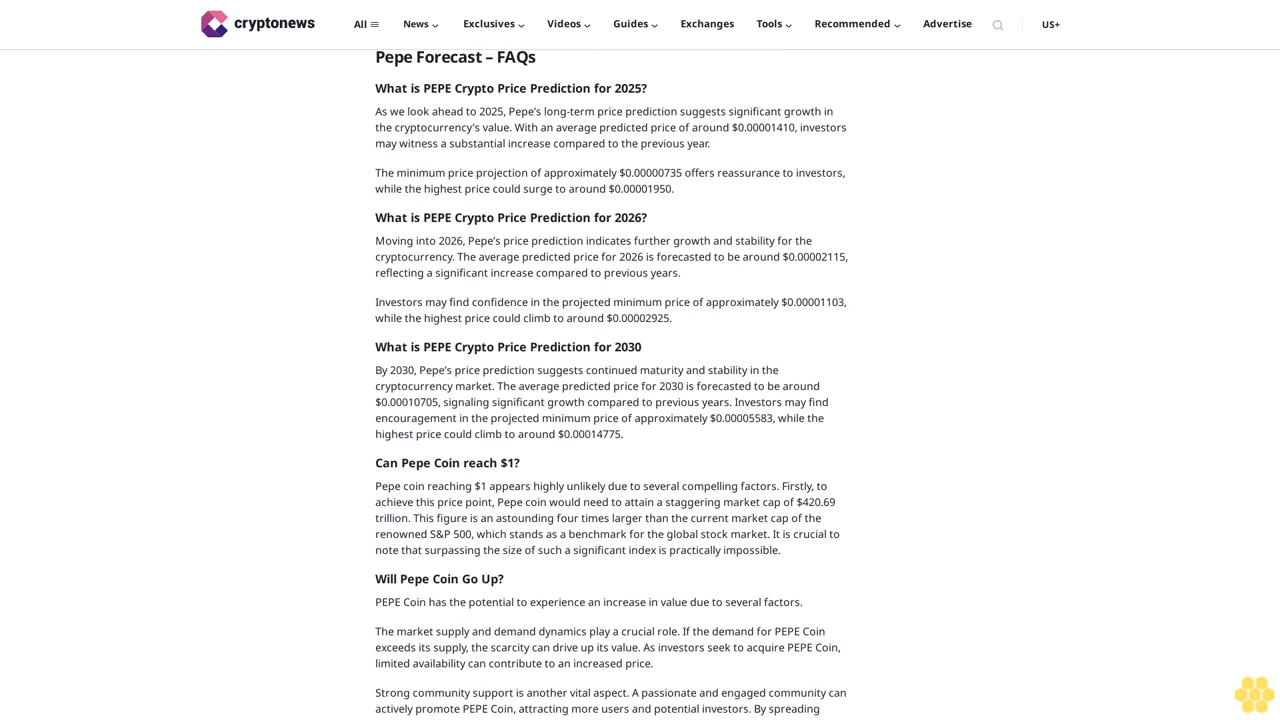 cryptonews
All
News
Exclusives
Videos
Guides
Exchanges
Tools
Recommended
Advertise
US+
Pepe Forecast – FAQs
What is PEPE Crypto Price Prediction for 2025?
As we look ahead to 2025, Pepe’s long-term price prediction suggests significant growth in
the cryptocurrency’s value. With an average predicted price of around $0.00001410, investors
may witness a substantial increase compared to the previous year.
The minimum price projection of approximately $0.00000735 offers reassurance to investors,
while the highest price could surge to around $0.00001950.
What is PEPE Crypto Price Prediction for 2026?
Moving into 2026, Pepe’s price prediction indicates further growth and stability for the
cryptocurrency. The average predicted price for 2026 is forecasted to be around $0.00002115,
reflecting a significant increase compared to previous years.
Investors may find confidence in the projected minimum price of approximately $0.00001103,
while the highest price could climb to around $0.00002925.
What is PEPE Crypto Price Prediction for 2030
By 2030, Pepe’s price prediction suggests continued maturity and stability in the
cryptocurrency market. The average predicted price for 2030 is forecasted to be around
$0.00010705, signaling significant growth compared to previous years. Investors may find
encouragement in the projected minimum price of approximately $0.00005583, while the
highest price could climb to around $0.00014775.
Can Pepe Coin reach $1?
Pepe coin reaching $1 appears highly unlikely due to several compelling factors. Firstly, to
achieve this price point, Pepe coin would need to attain a staggering market cap of $420.69
trillion. This figure is an astounding four times larger than the current market cap of the
renowned S&P 500, which stands as a benchmark for the global stock market. It is crucial to
note that surpassing the size of such a significant index is practically impossible.
Will Pepe Coin Go Up?
PEPE Coin has the potential to experience an increase in value due to several factors.
The market supply and demand dynamics play a crucial role. If the demand for PEPE Coin
exceeds its supply, the scarcity can drive up its value. As investors seek to acquire PEPE Coin,
limited availability can contribute to an increased price.
Strong community support is another vital aspect. A passionate and engaged community can
actively promote PEPE Coin, attracting more users and potential investors. By spreading